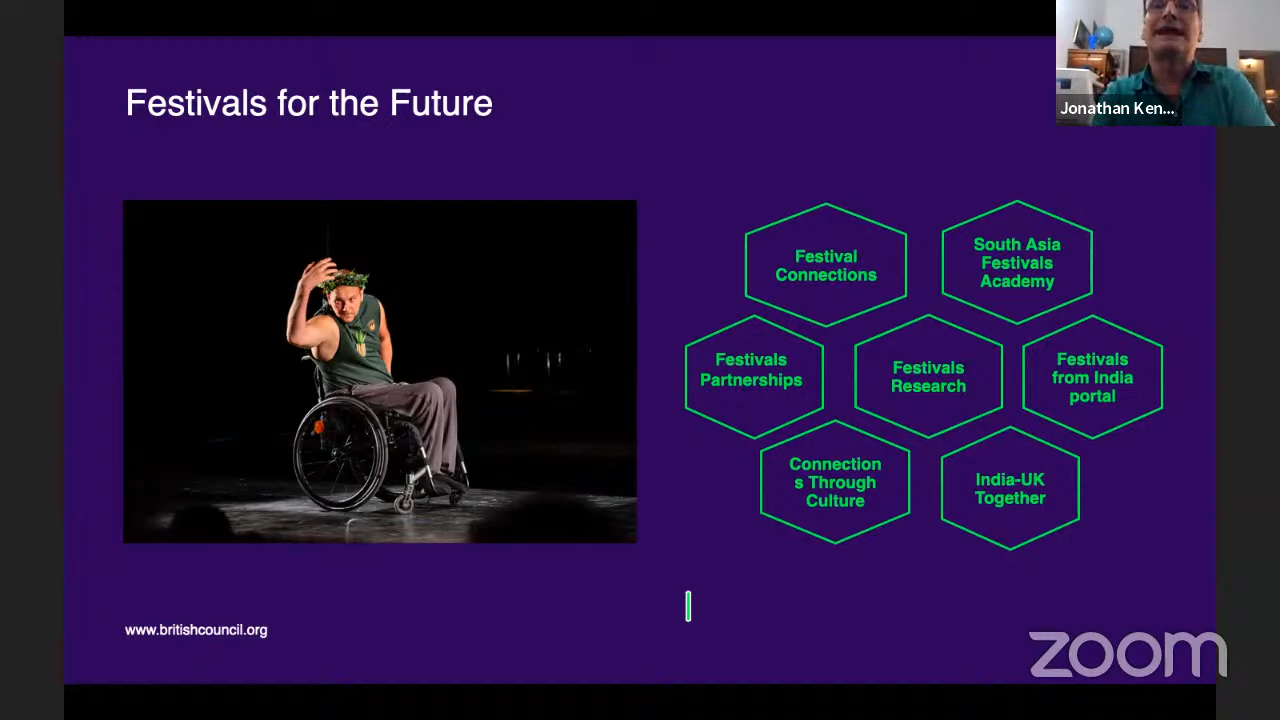 Festivals for the Future
Jonathan Ken...
Festival
Connections
South Asia
Festivals
Academy
Festivals
Partnerships
Festivals
Research
Festivals
from India
portal
Connection
s Through
Culture
India-UK
Together
www.britishcouncil.org
zoom